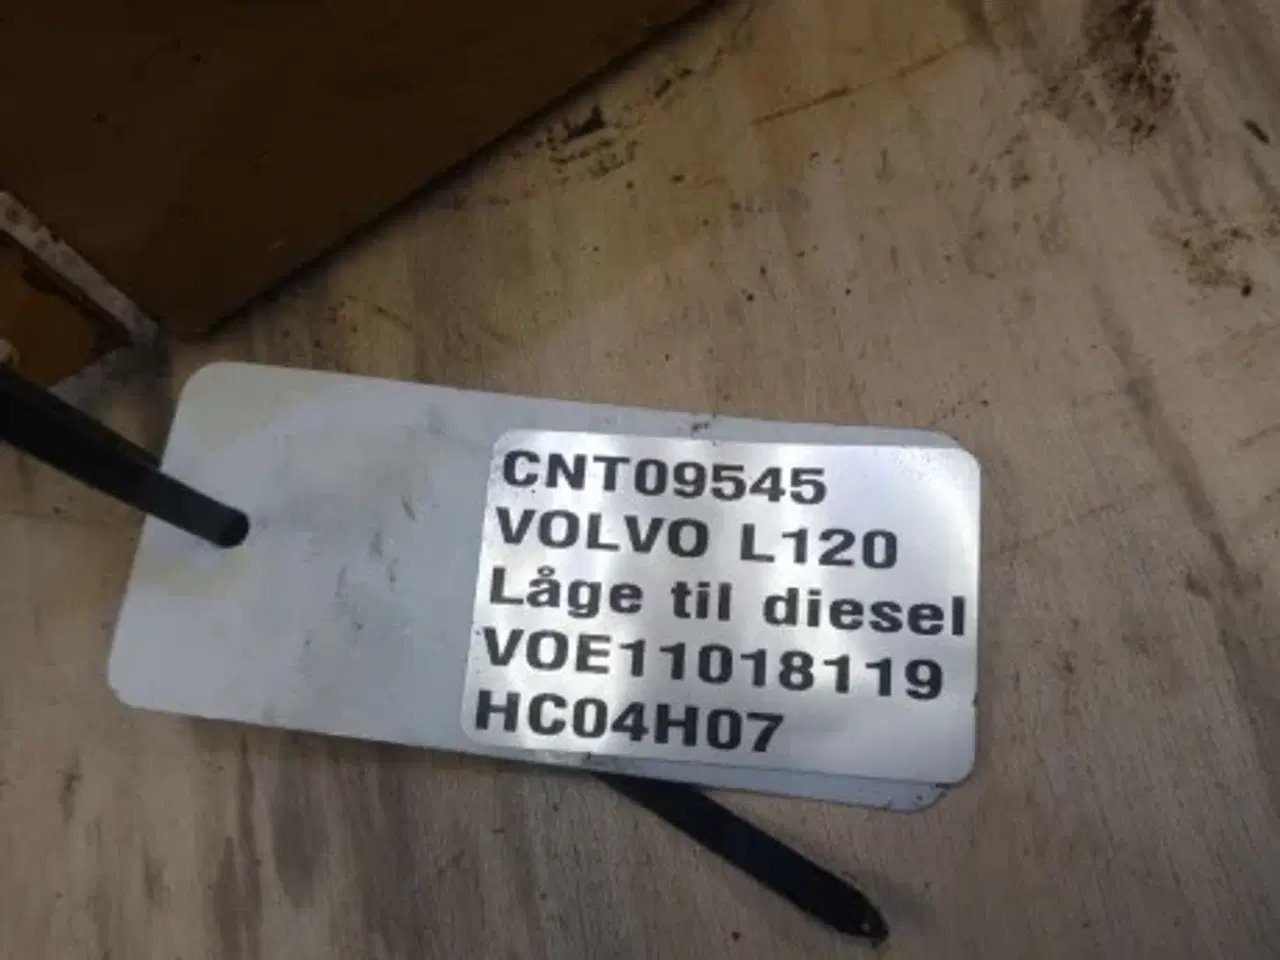 CNT09545
VOLVO L120
Låge til diesel
VOE11018119
HC04H07